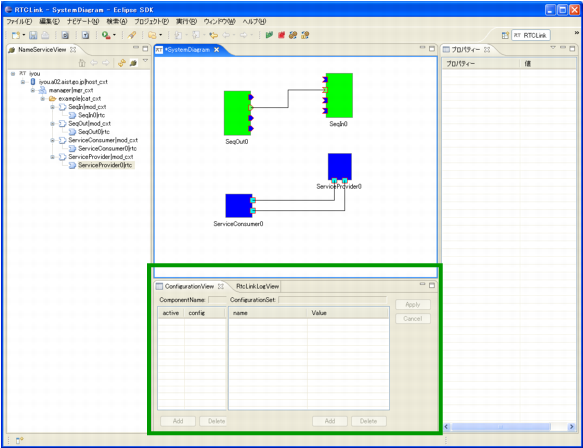 RTCLink - SystemDiagram - Eclipse SDK
ファイル(F) 編集(E) ナビゲート(N) 検索(A) プロジェクト(P) 実行(R) ウィンドウ(W) ヘルプ(H)
RT RTCLink
NameServiceView
RT iyou
iyou.a02.aist.go.jp|host_cxt
manager|mgr_cxt
example|cat_cxt
SeqIn|mod_cxt
SeqIn0|rtc
SeqOut|mod_cxt
SeqOut0|rtc
ServiceConsumer|mod_cxt
ServiceConsumer0|rtc
ServiceProvider|mod_cxt
ServiceProvider0|rtc
RT *SystemDiagram
SeqOut0
SeqIn0
ServiceProvider0
ServiceConsumer0
プロパティー
プロパティー 値
ConfigurationView RtcLinkLogView
ComponentName: ConfigurationSet:
active config name Value
Apply
Cancel
Add Delete Add Delete